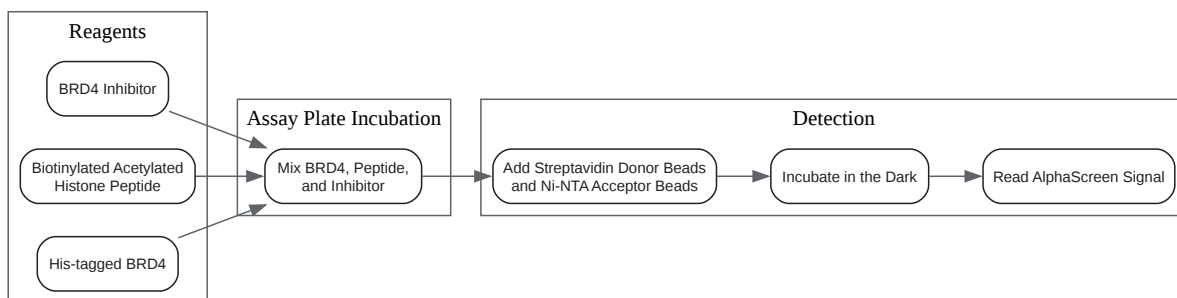 Reagents
BRD4 Inhibitor
Biotinylated Acetylated
Histone Peptide
His-tagged BRD4
Assay Plate Incubation
Mix BRD4, Peptide,
and Inhibitor
Detection
Add Streptavidin Donor Beads
and Ni-NTA Acceptor Beads
Incubate in the Dark
Read AlphaScreen Signal